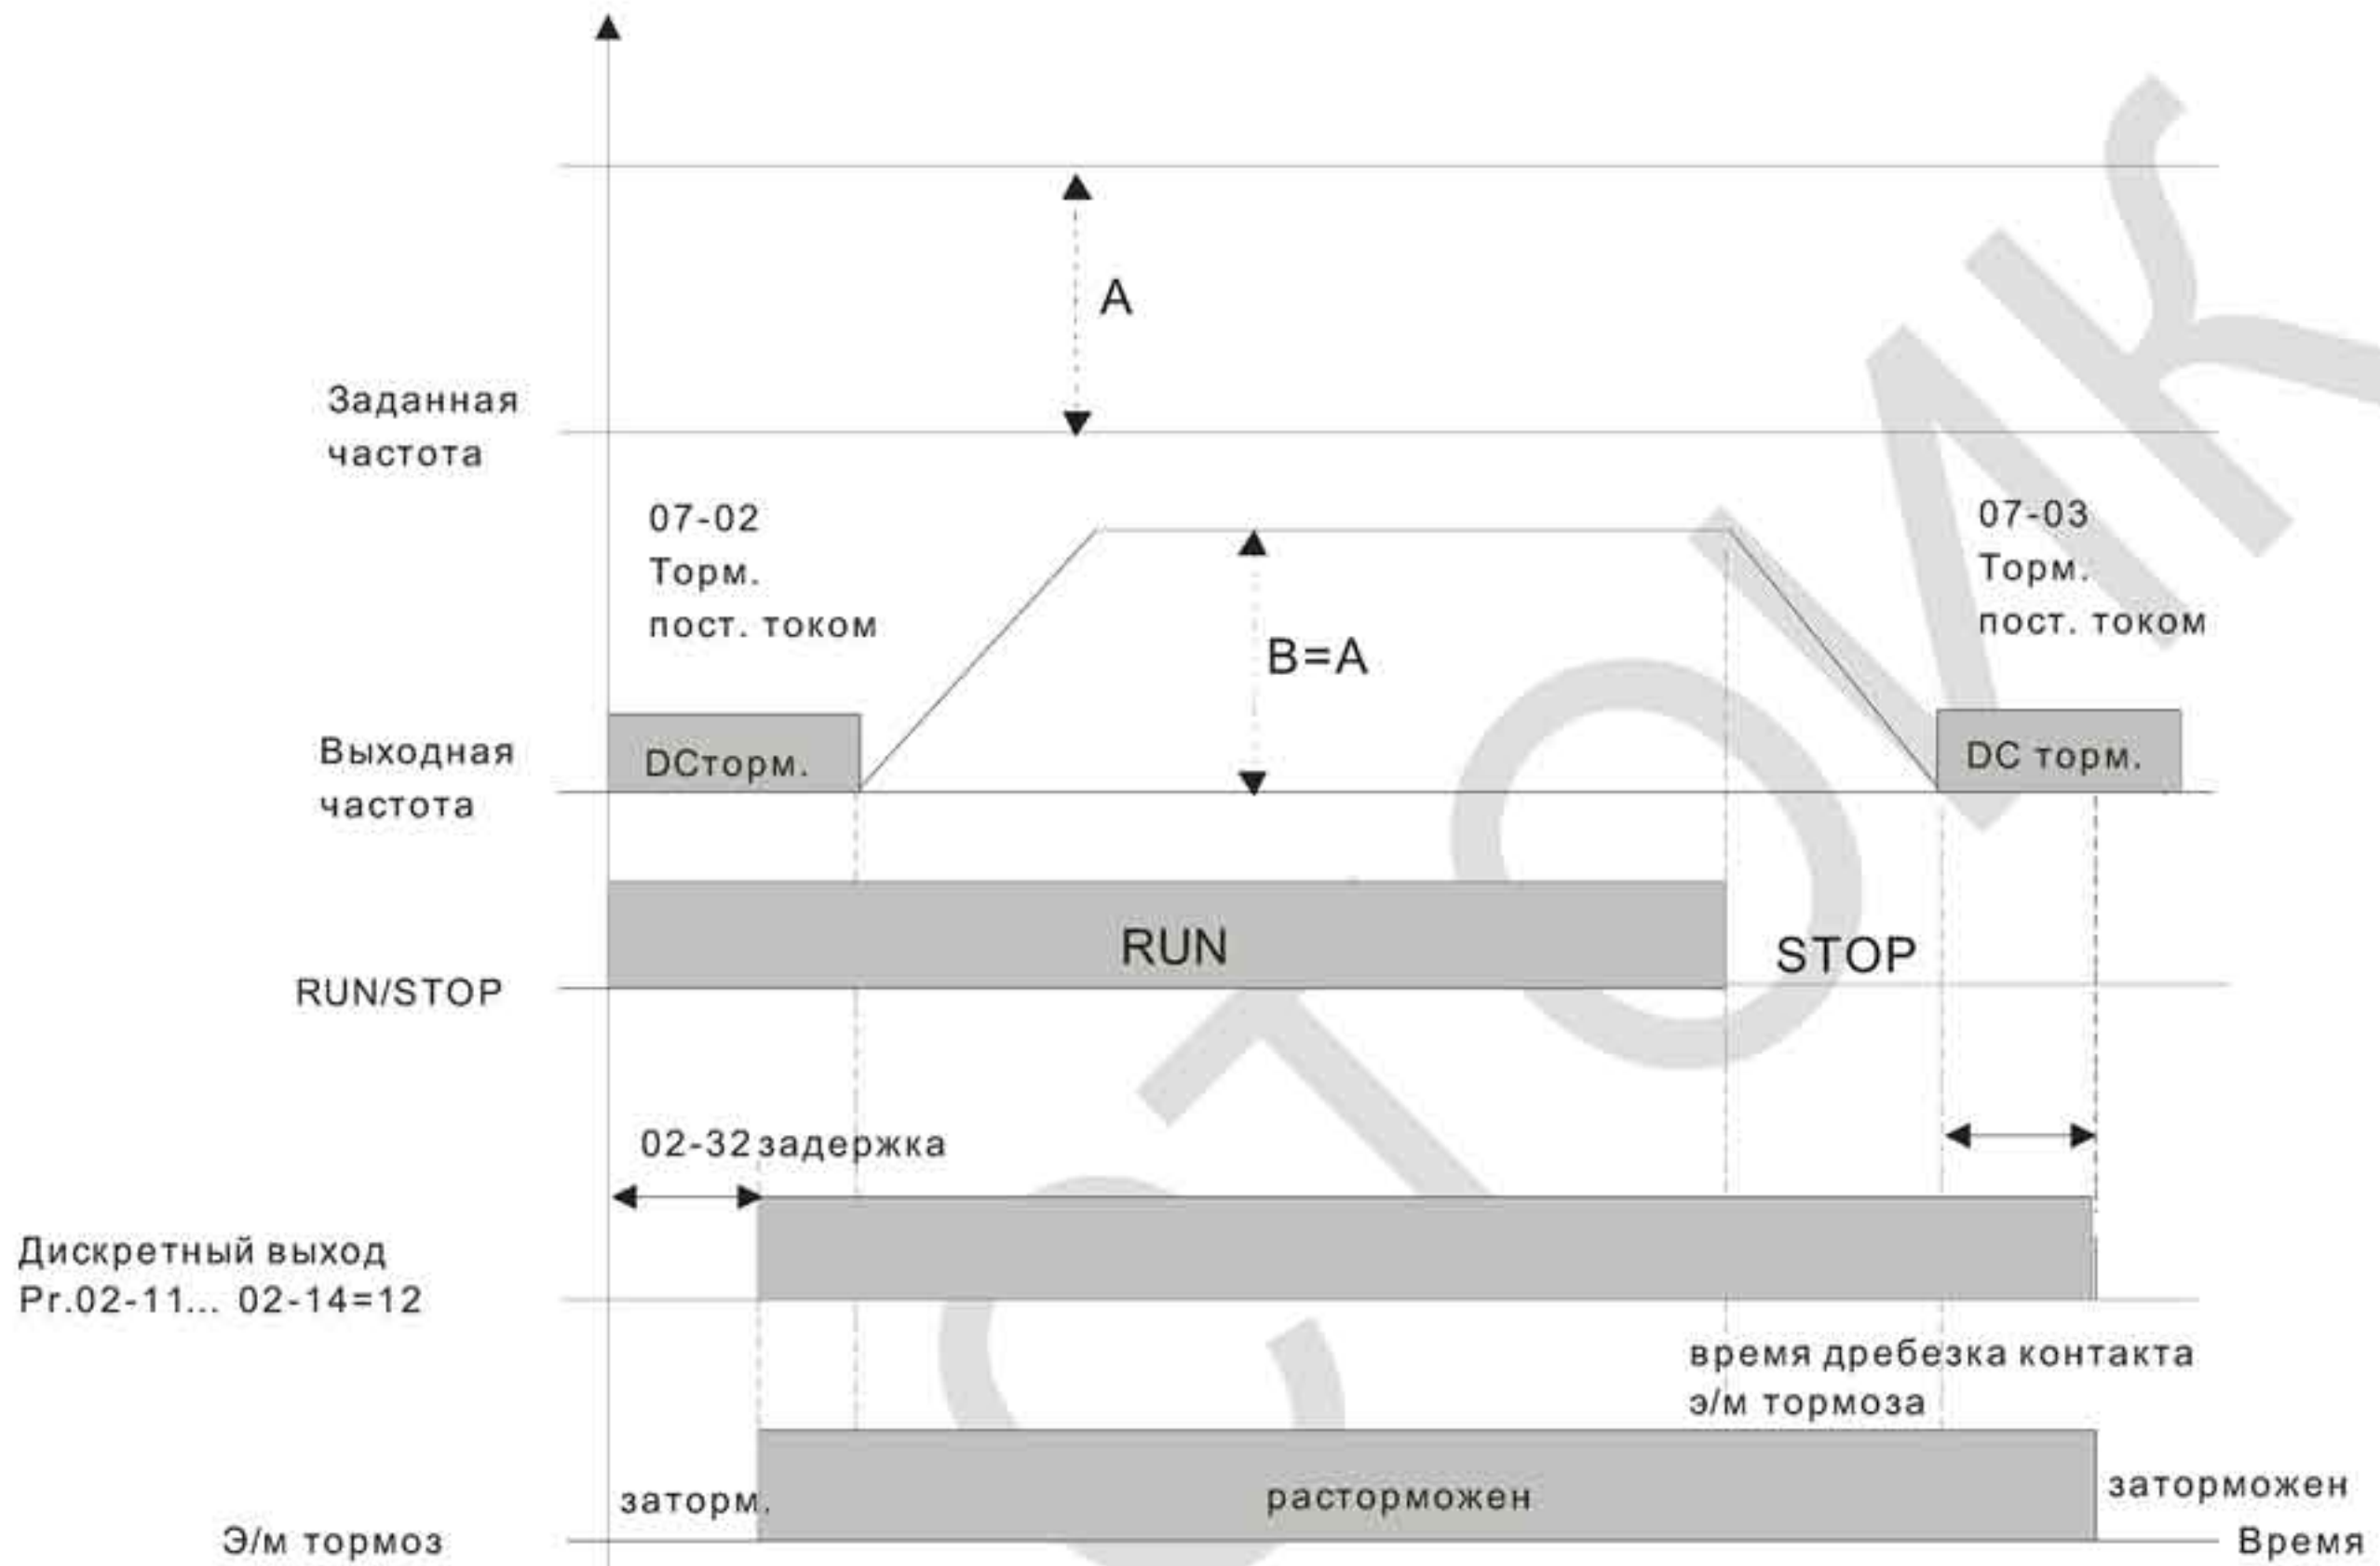 A
Заданная
частота
07-02
Торм.
пост. током
07-03
Торм.
пост. током
B=A
Выходная
частота
DCторм.
DC торм.
RUN
STOP
RUN/STOP
02-32 задержка
Дискретный выход
Pr.02-11... 02-14=12
время дребезка контакта
э/м тормоза
заторм.
расторможен
заторможен
Э/м тормоз
Время
СТОИК